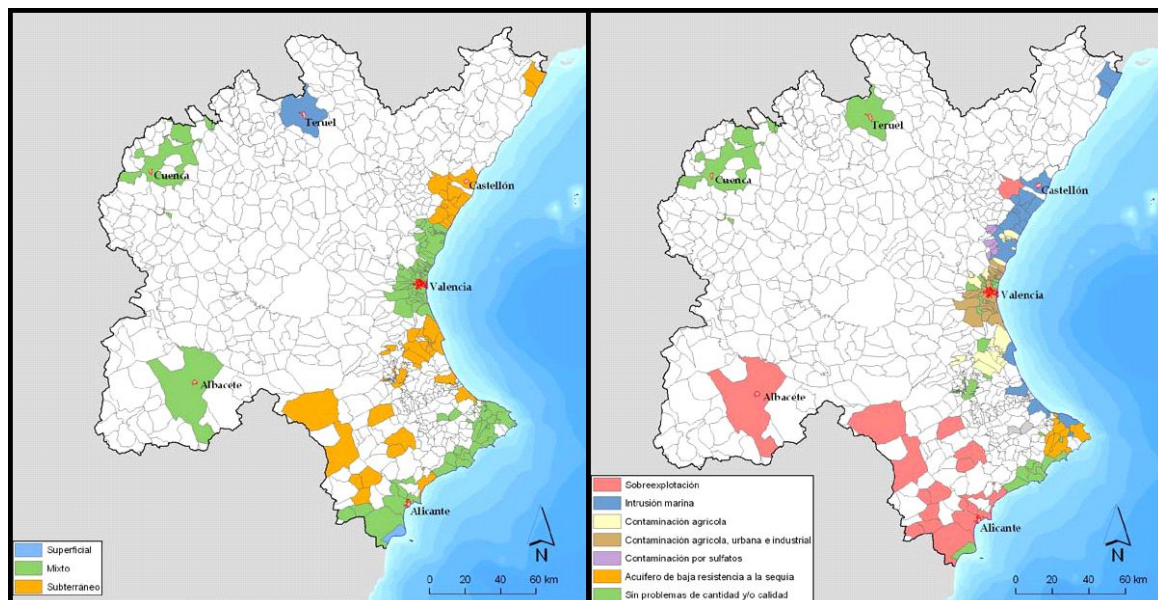 Teruel
Cuenca
Castellón
Valencia
Albacete
Alicante
Superficial
Mixto
Subterráneo
N
0 20 40 60 km
Teruel
Cuenca
Castellón
Valencia
Albacete
Alicante
Sobreexplotación
Intrusión marina
Contaminación agrícola
Contaminación agrícola, urbana e industrial
Contaminación por sulfatos
Acuífero de baja resistencia a la sequia
Sin problemas de cantidad y/o calidad
N
0 20 40 60 km